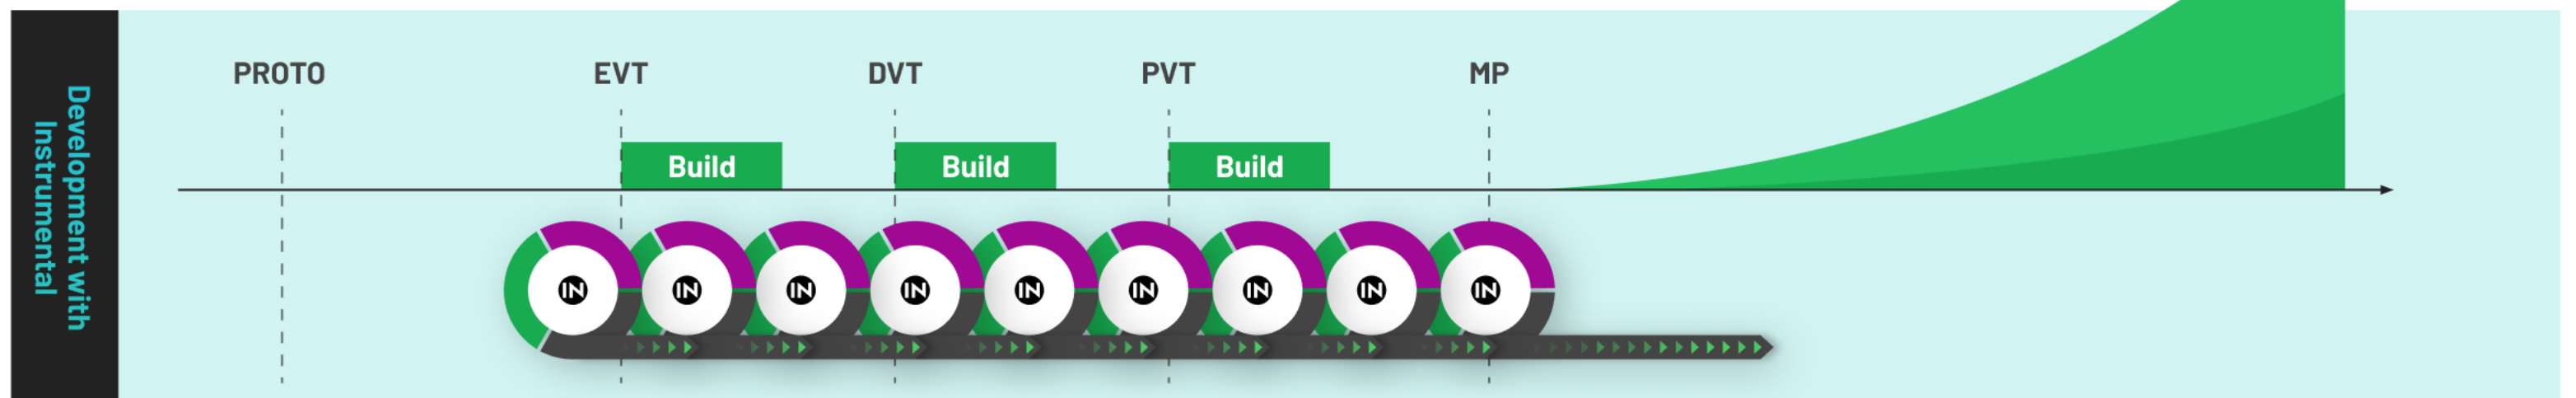 Development with
Instrumental
PROTO
EVT
DVT
PVT
MP
Build
Build
Build
IN
IN
IN
IN
IN
IN
IN
IN
IN